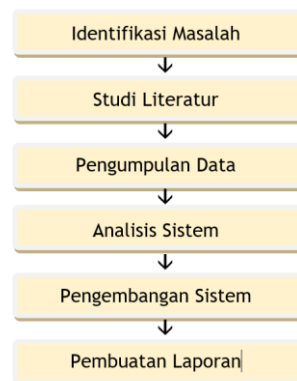 Identifikasi Masalah
Studi Literatur
Pengumpulan Data
Analisis Sistem
Pengembangan Sistem
Pembuatan Laporan